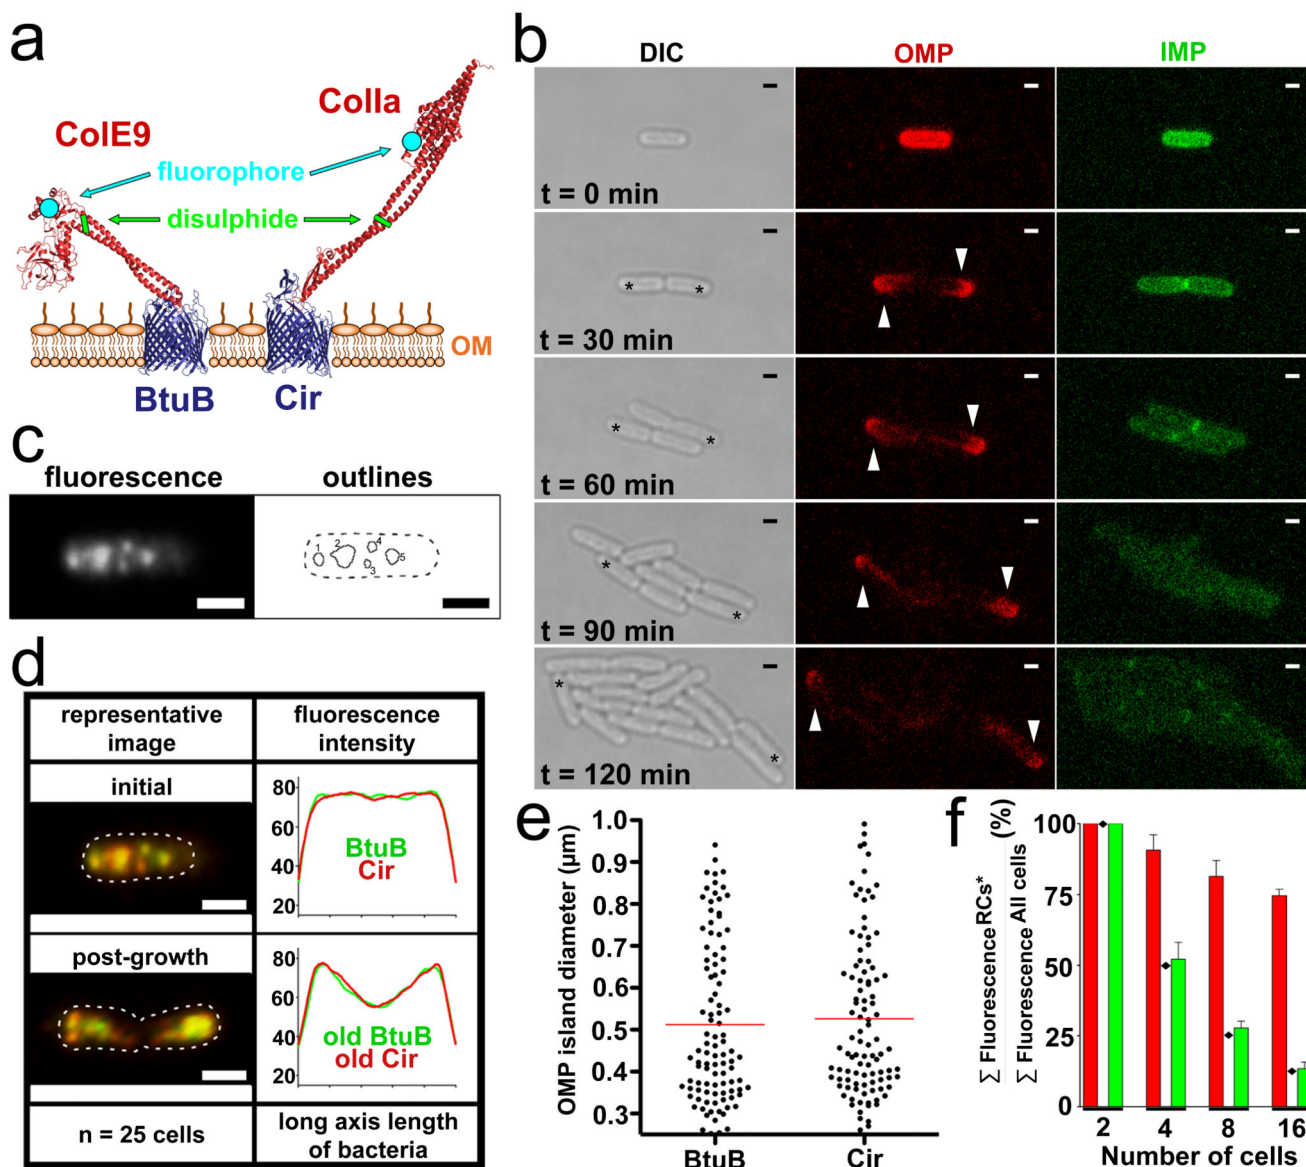 a
ColE9
ColIa
fluorophore
disulphide
OM
BtuB
Cir
b
DIC
OMP
IMP
t = 0 min
t = 30 min
* *
t = 60 min
* *
t = 90 min
* *
t = 120 min
* *
c
fluorescence
outlines
1 2 3 4 5
d
representative
image
fluorescence
intensity
initial
80
60
40
20
BtuB
Cir
post-growth
80
60
40
20
old BtuB
old Cir
n = 25 cells
long axis length
of bacteria
e
OMP island diameter (µm)
1.0
0.9
0.8
0.7
0.6
0.5
0.4
0.3
BtuB
Cir
f
∑ Fluorescence RCs*
∑ Fluorescence All cells
(%)
100
75
50
25
0
2 4 8 16
Number of cells